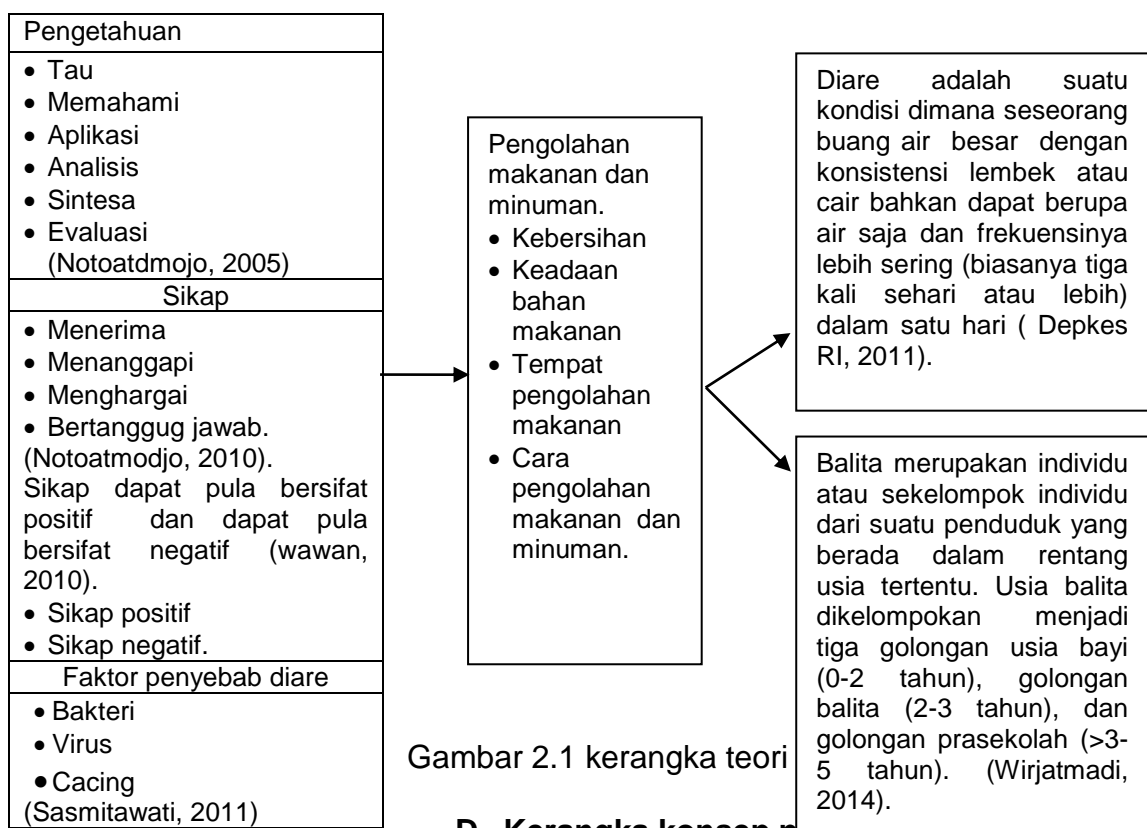 Pengetahuan
• Tau
• Memahami
• Aplikasi
• Analisis
• Sintesa
• Evaluasi
(Notoatdmojo, 2005)
Sikap
• Menerima
• Menanggapi
• Menghargai
• Bertanggug jawab.
(Notoatmodjo, 2010).
Sikap dapat pula bersifat
positif dan dapat pula
bersifat negatif (wawan,
2010).
• Sikap positif
• Sikap negatif.
Faktor penyebab diare
• Bakteri
• Virus
• Cacing
(Sasmitawati, 2011)
Pengolahan
makanan dan
minuman.
• Kebersihan
• Keadaan
bahan
makanan
• Tempat
pengolahan
makanan
• Cara
pengolahan
makanan dan
minuman.
Diare adalah suatu
kondisi dimana seseorang
buang air besar dengan
konsistensi lembek atau
cair bahkan dapat berupa
air saja dan frekuensinya
lebih sering (biasanya tiga
kali sehari atau lebih)
dalam satu hari ( Depkes
RI, 2011).
Balita merupakan individu
atau sekelompok individu
dari suatu penduduk yang
berada dalam rentang
usia tertentu. Usia balita
dikelompokan menjadi
tiga golongan usia bayi
(0-2 tahun), golongan
balita (2-3 tahun), dan
golongan prasekolah (>3-
5 tahun). (Wirjatmadi,
2014).
Gambar 2.1 kerangka teori
D. Kerangka konsep